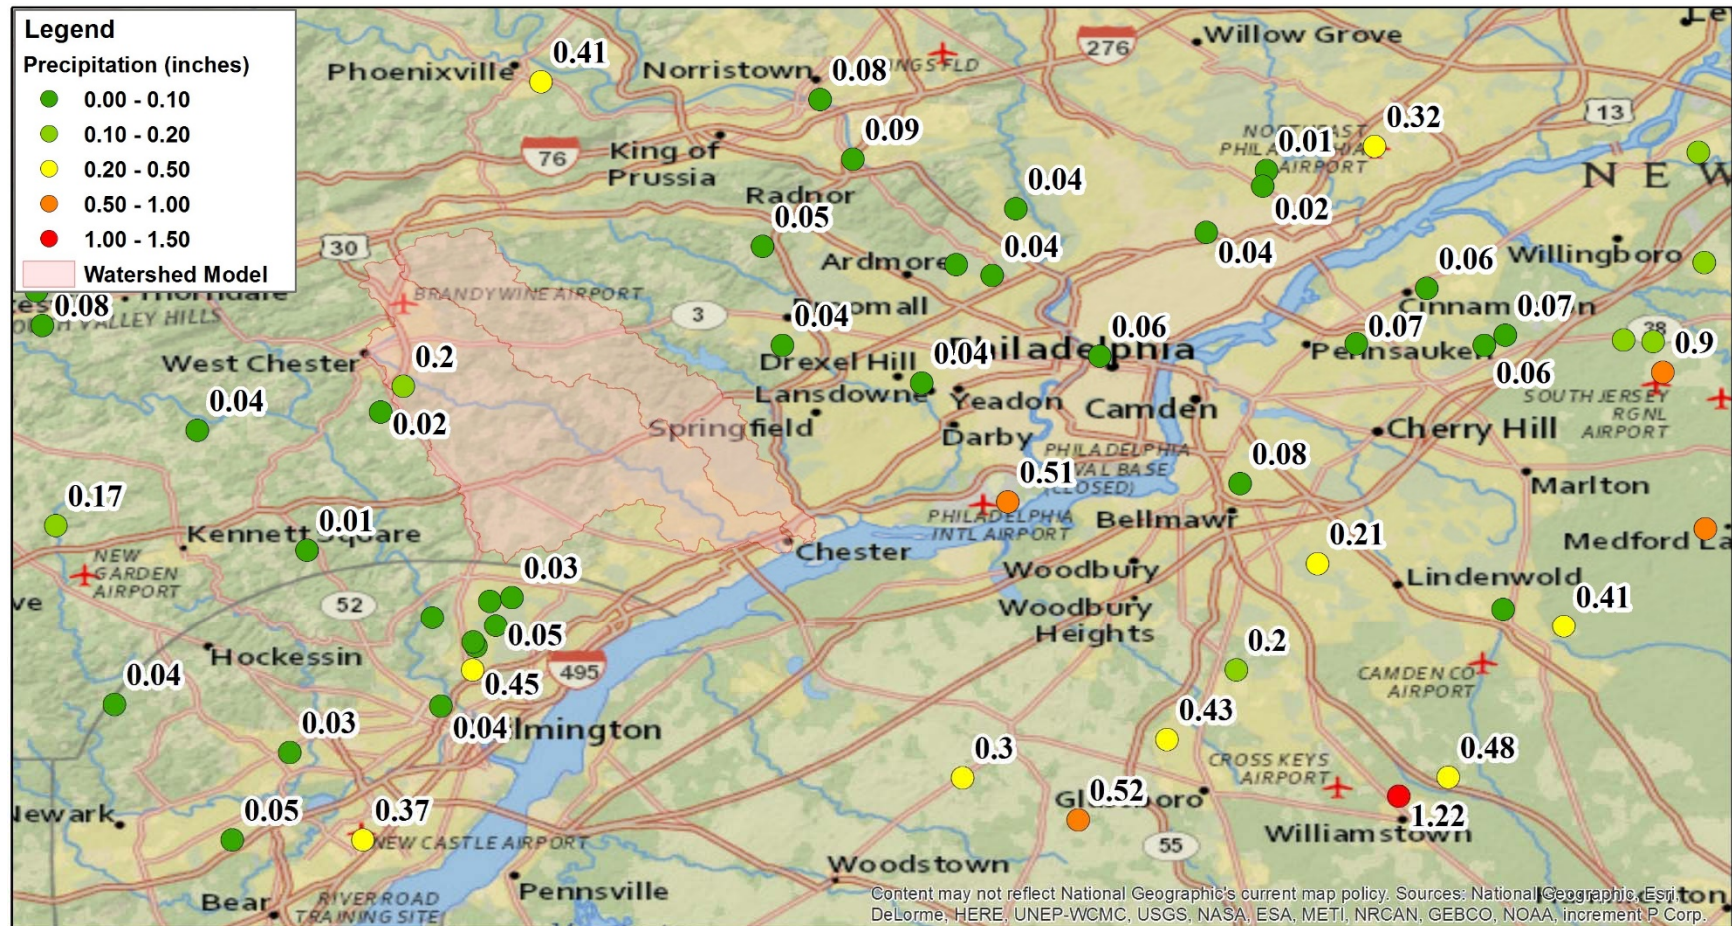 Legend
Precipitation (inches)
0.00 - 0.10
0.10 - 0.20
0.20 - 0.50
0.50 - 1.00
1.00 - 1.50
Watershed Model
Phoenixville
0.41
Norristown
0.08
276
Willow Grove
13
0.09
76
King of
Prussia
Radnor
0.05
0.04
0.01
0.32
NORTHEAST
AIRPORT
0.02
NEW
30
Ardmore
0.04
0.04
Willingboro
0.08
VALLEY HILLS
BRANDYWINE AIRPORT
3
0.04
0.06
0.07
38
0.9
West Chester
0.2
Drexel Hill
0.04
Philadelphia
0.06
0.07
Pennsauken
0.06
0.04
0.02
Springfield
Lansdowne
Yeadon
Darby
Camden
Cherry Hill
SOUTH JERSEY
RGNL
AIRPORT
PHILADELPHIA
BASE
(CLOSED)
0.51
0.08
Marlton
0.17
Kennett Square
0.01
PHILADELPHIA
INTL AIRPORT
Bellmawr
Chester
0.21
Medford
NEW
GARDEN
AIRPORT
52
0.03
Woodbury
Lindenwold
0.41
Woodbury
Heights
0.05
0.2
Hockessin
0.04
495
0.45
CAMDEN CO
AIRPORT
0.03
0.04
0.43
0.3
CROSS KEYS
AIRPORT
0.48
0.52
1.22
Williamstown
Newark
0.05
0.37
NEW CASTLE AIRPORT
55
Woodstown
Bear
RIVER ROAD
TRAINING SITE
Pennsville
Content may not reflect National Geographic's current map policy. Sources: National Geographic, Esri,
DeLorme, HERE, UNEP-WCMC, USGS, NASA, ESA, METI, NRCAN, GEBCO, NOAA, increment P Corp.